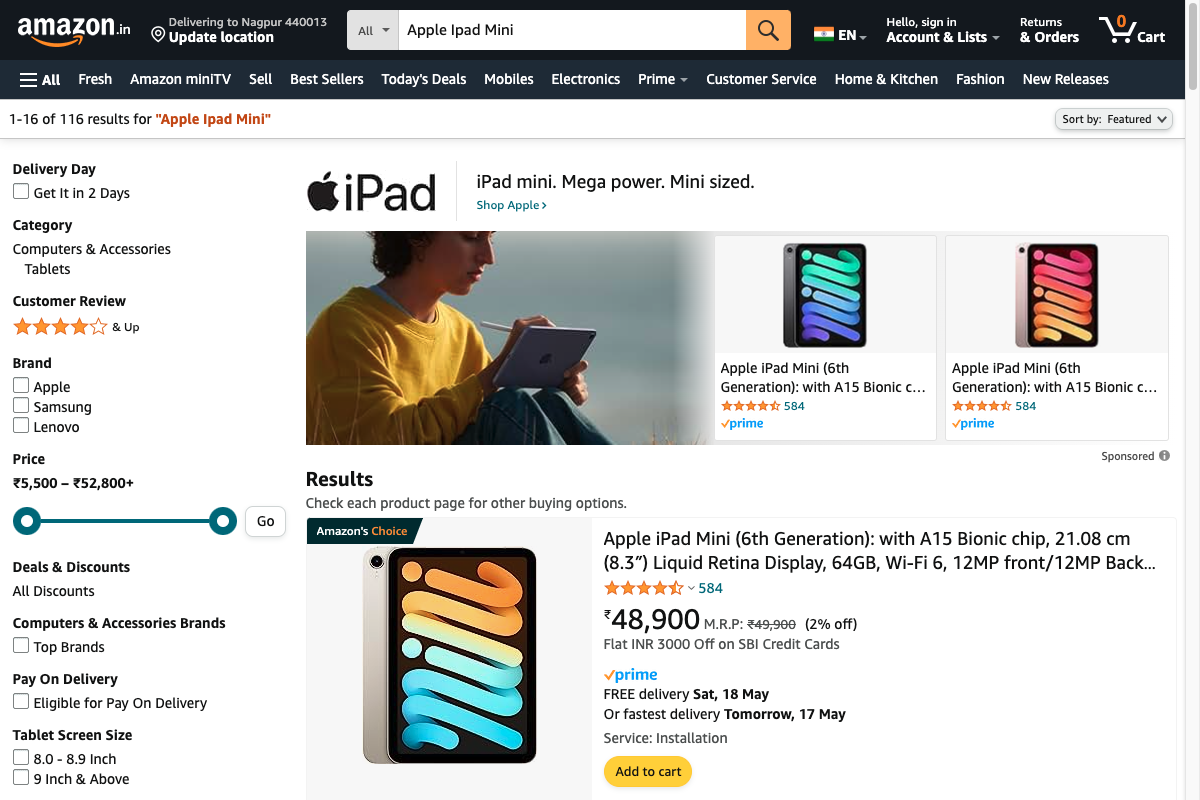 amazon.in
Delivering to Nagpur 440013
Update location
All
Apple Ipad Mini
EN
Hello, sign in
Account & Lists
Returns
& Orders
0
Cart
All
Fresh
Amazon miniTV
Sell
Best Sellers
Today's Deals
Mobiles
Electronics
Prime
Customer Service
Home & Kitchen
Fashion
New Releases
1-16 of 116 results for "Apple Ipad Mini"
Sort by: Featured
Delivery Day
Get It in 2 Days
Category
Computers & Accessories
Tablets
Customer Review
& Up
Brand
Apple
Samsung
Lenovo
Price
₹5,500 – ₹52,800+
Go
Deals & Discounts
All Discounts
Computers & Accessories Brands
Top Brands
Pay On Delivery
Eligible for Pay On Delivery
Tablet Screen Size
8.0 - 8.9 Inch
9 Inch & Above
iPad
iPad mini. Mega power. Mini sized.
Shop Apple ›
Apple iPad Mini (6th
Generation): with A15 Bionic c…
584
prime
Apple iPad Mini (6th
Generation): with A15 Bionic c…
584
prime
Sponsored
Results
Check each product page for other buying options.
Amazon's Choice
Apple iPad Mini (6th Generation): with A15 Bionic chip, 21.08 cm
(8.3″) Liquid Retina Display, 64GB, Wi-Fi 6, 12MP front/12MP Back...
584
₹48,900 M.R.P: ₹49,900 (2% off)
Flat INR 3000 Off on SBI Credit Cards
prime
FREE delivery Sat, 18 May
Or fastest delivery Tomorrow, 17 May
Service: Installation
Add to cart